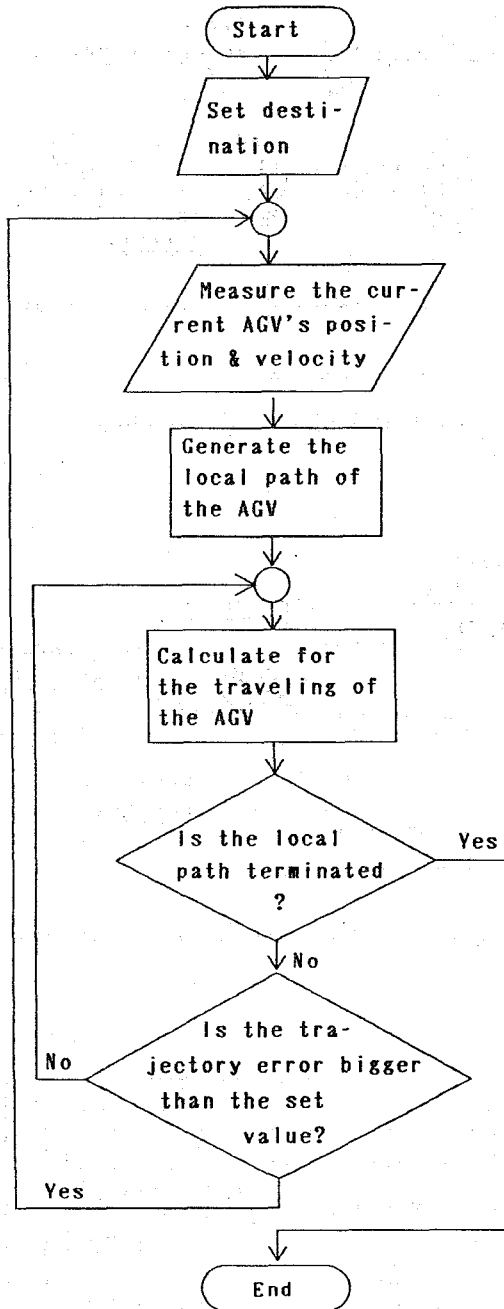 Start
Set desti-
nation
Measure the cur-
rent AGV's posi-
tion & velocity
Generate the
local path of
the AGV
Calculate for
the traveling of
the AGV
Is the local
path terminated
?
Yes
No
Is the tra-
jectory error bigger
than the set
value?
No
Yes
End